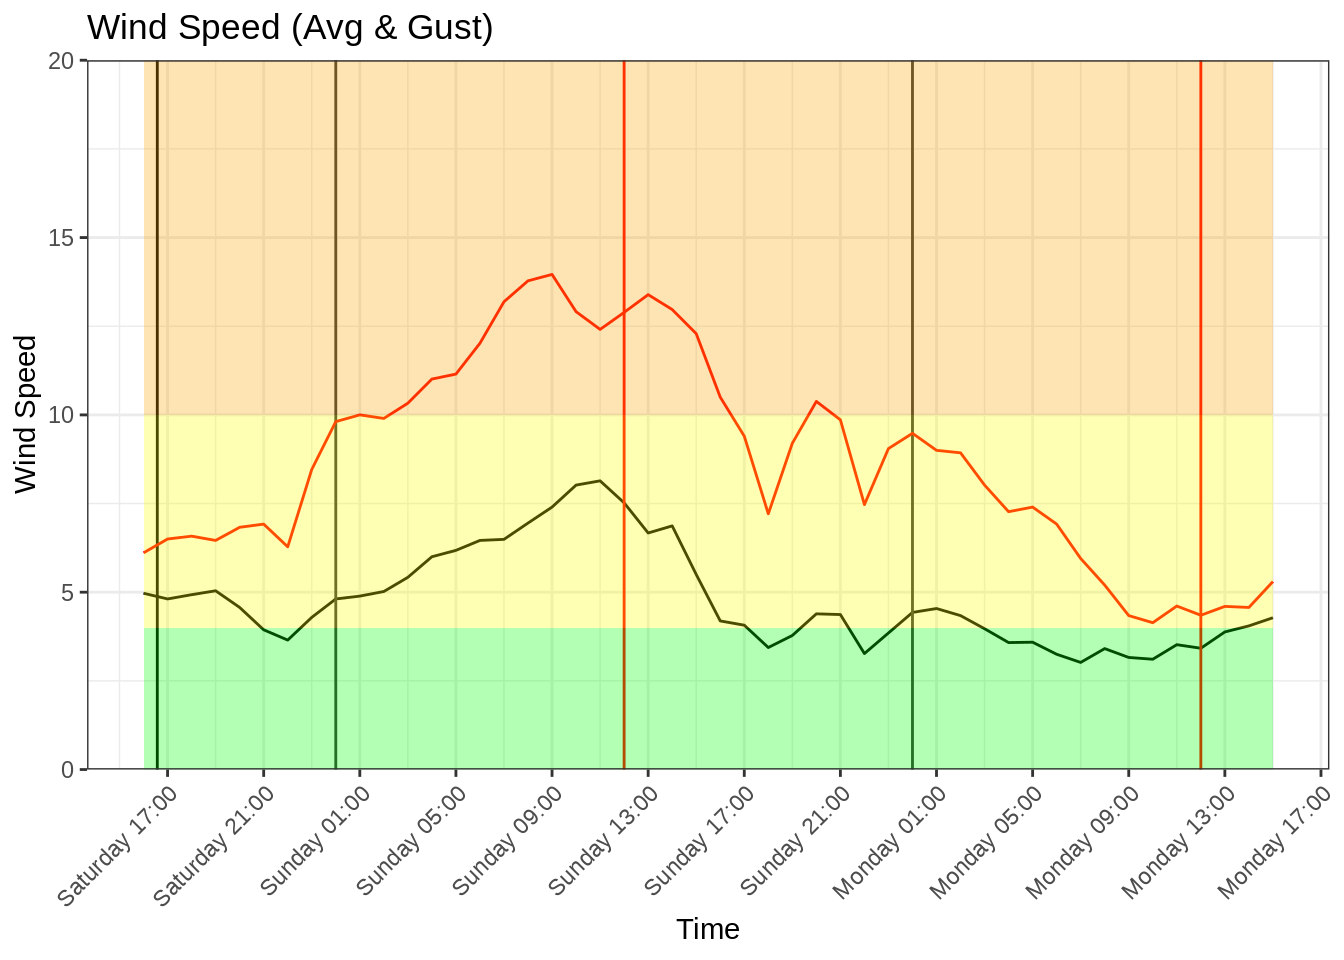 Wind Speed (Avg & Gust)
20
15
10
5
0
Wind Speed
Saturday 17:00
Saturday 21:00
Sunday 01:00
Sunday 05:00
Sunday 09:00
Sunday 13:00
Sunday 17:00
Sunday 21:00
Monday 01:00
Monday 05:00
Monday 09:00
Monday 13:00
Monday 17:00
Time